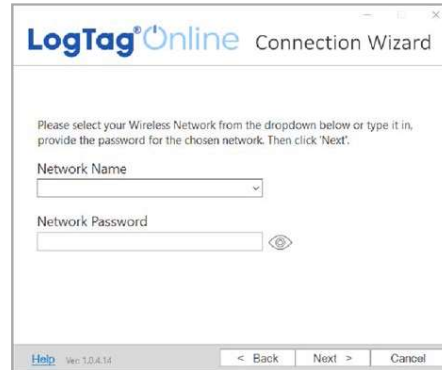 LogTag® Online Connection Wizard
Please select your Wireless Network from the dropdown below or type it in,
provide the password for the chosen network. Then click 'Next'.
Network Name
Network Password
Help Ver: 1.0.4.14 < Back Next > Cancel